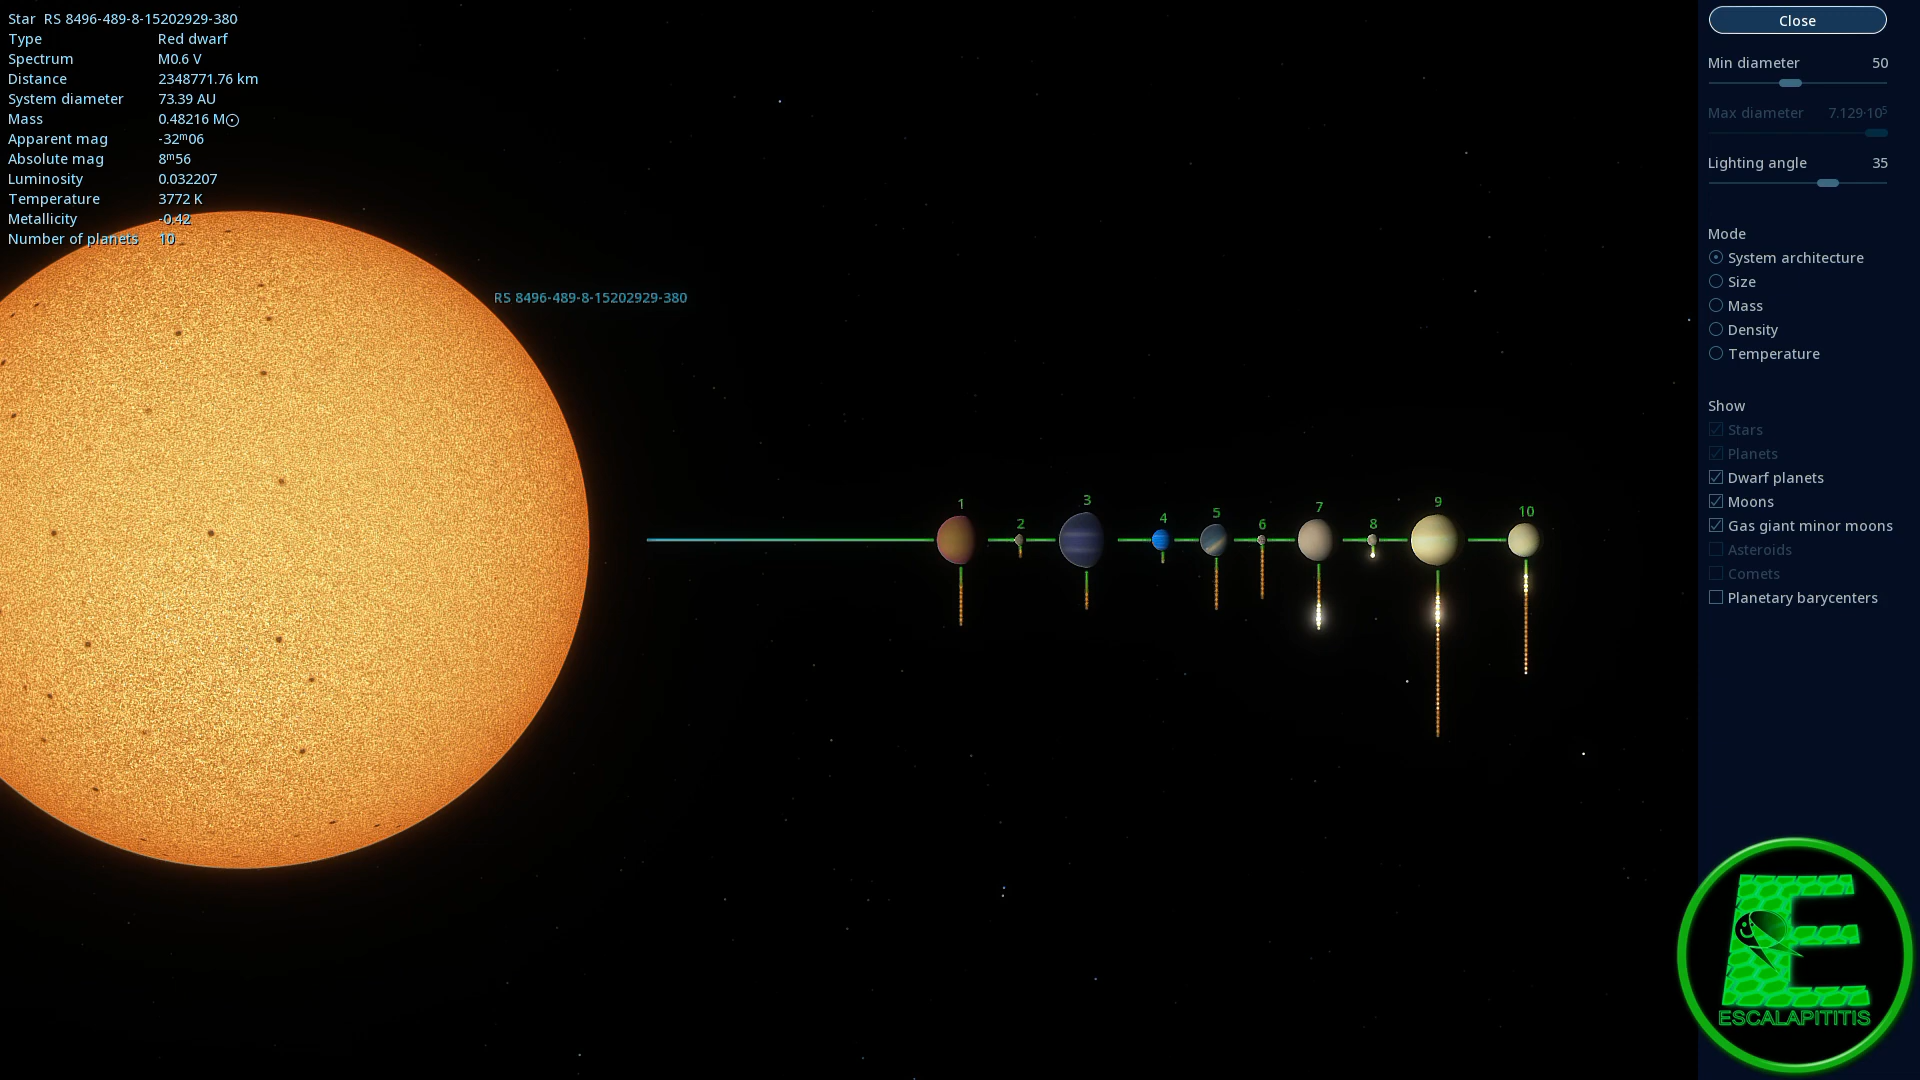 Star RS 8496-489-8-15202929-380
Type Red dwarf
Spectrum M0.6 V
Distance 2348771.76 km
System diameter 73.39 AU
Mass 0.48216 M☉
Apparent mag -32ᵐ06
Absolute mag 8ᵐ56
Luminosity 0.032207
Temperature 3772 K
Metallicity -0.42
Number of planets 10
RS 8496-489-8-15202929-380
1 2 3 4 5 6 7 8 9 10
Close
Min diameter 50
Max diameter 7.129·10⁵
Lighting angle 35
Mode
System architecture
Size
Mass
Density
Temperature
Show
Stars
Planets
Dwarf planets
Moons
Gas giant minor moons
Asteroids
Comets
Planetary barycenters
E
ESCALAPITITIS